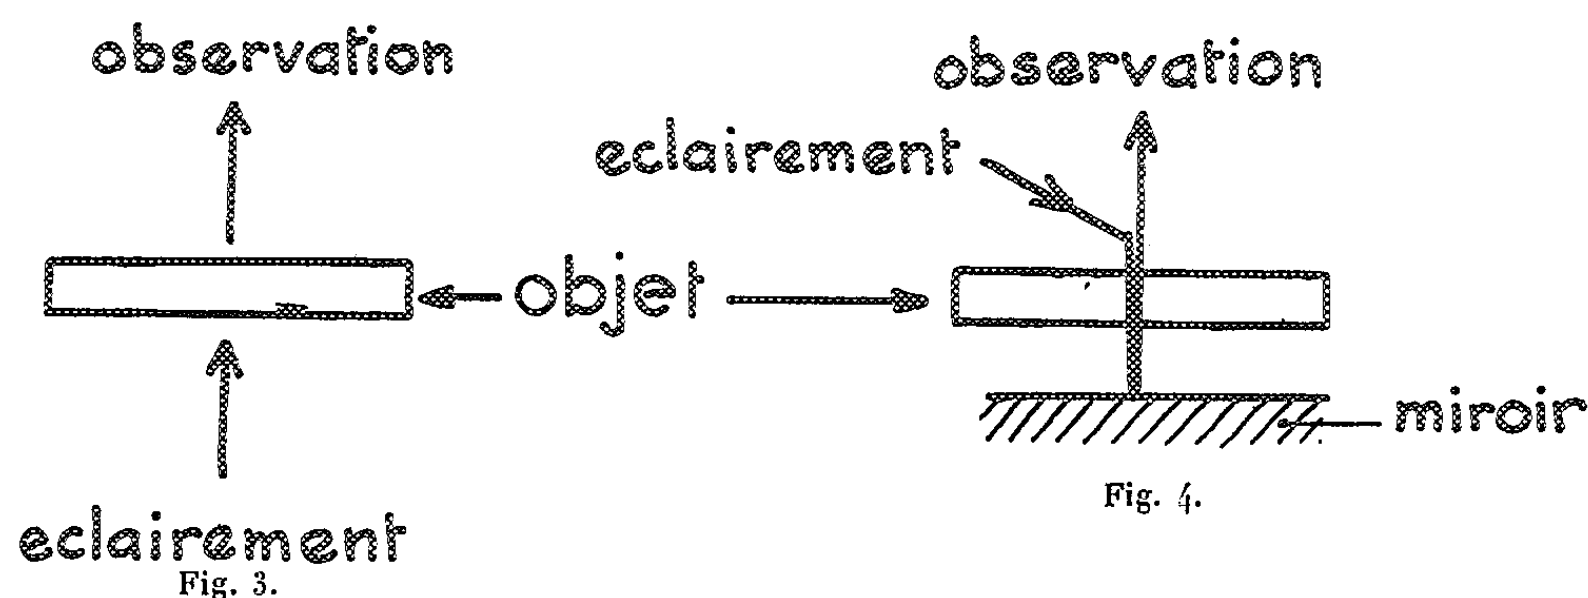 observation
observation
eclairement
objet
miroir
Fig. 4.
eclairement
Fig. 3.